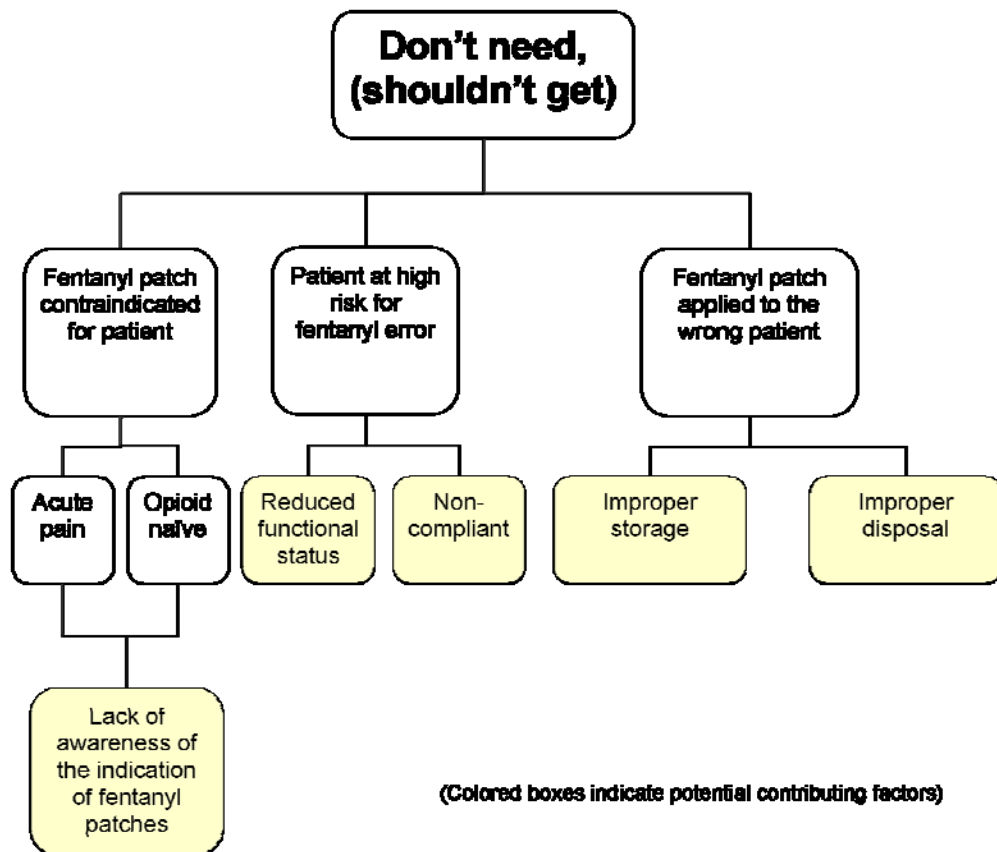 Don't need,
(shouldn't get)
Fentanyl patch
contraindicated
for patient
Patient at high
risk for
fentanyl error
Fentanyl patch
applied to the
wrong patient
Acute
pain
Opioid
naïve
Reduced
functional
status
Non-
compliant
Improper
storage
Improper
disposal
Lack of
awareness of
the indication
of fentanyl
patches
(Colored boxes indicate potential contributing factors)